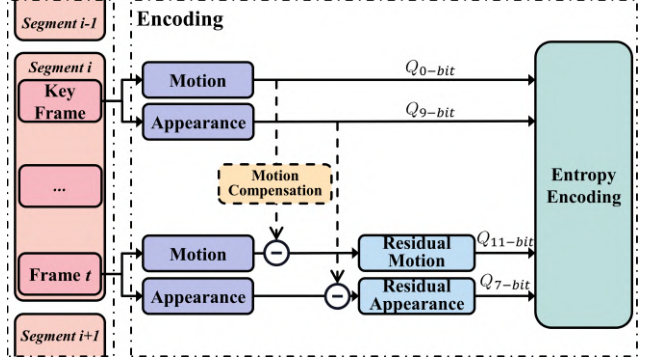 Segment i-1
Encoding
Segment i
Key
Frame
...
Frame t
Segment i+1
Motion
Q0-bit
Appearance
Q9-bit
Motion
Compensation
Motion
Residual
Motion
Q11-bit
Appearance
Residual
Appearance
Q7-bit
Entropy
Encoding